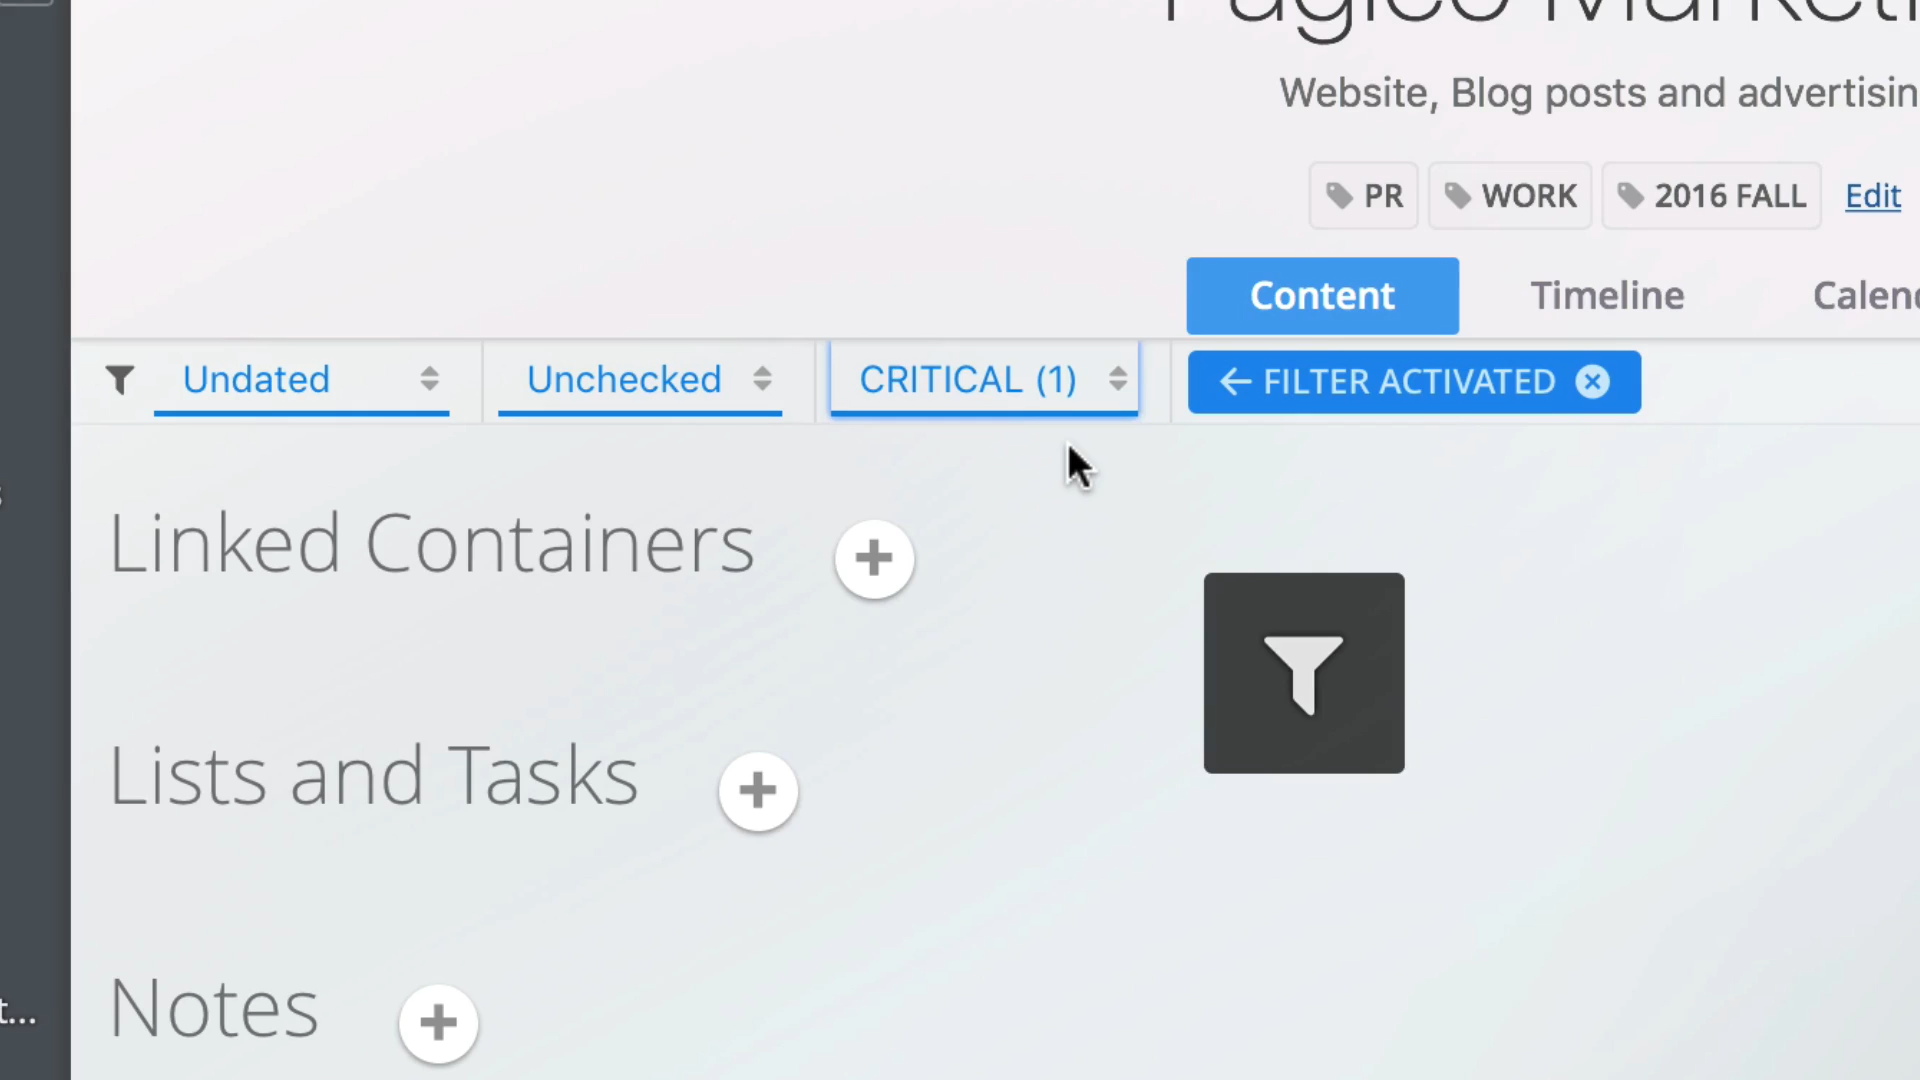 Website, Blog posts and advertisin
PR WORK 2016 FALL Edit
Content Timeline Calen
Undated Unchecked CRITICAL (1) ← FILTER ACTIVATED
Linked Containers
Lists and Tasks
Notes
t...